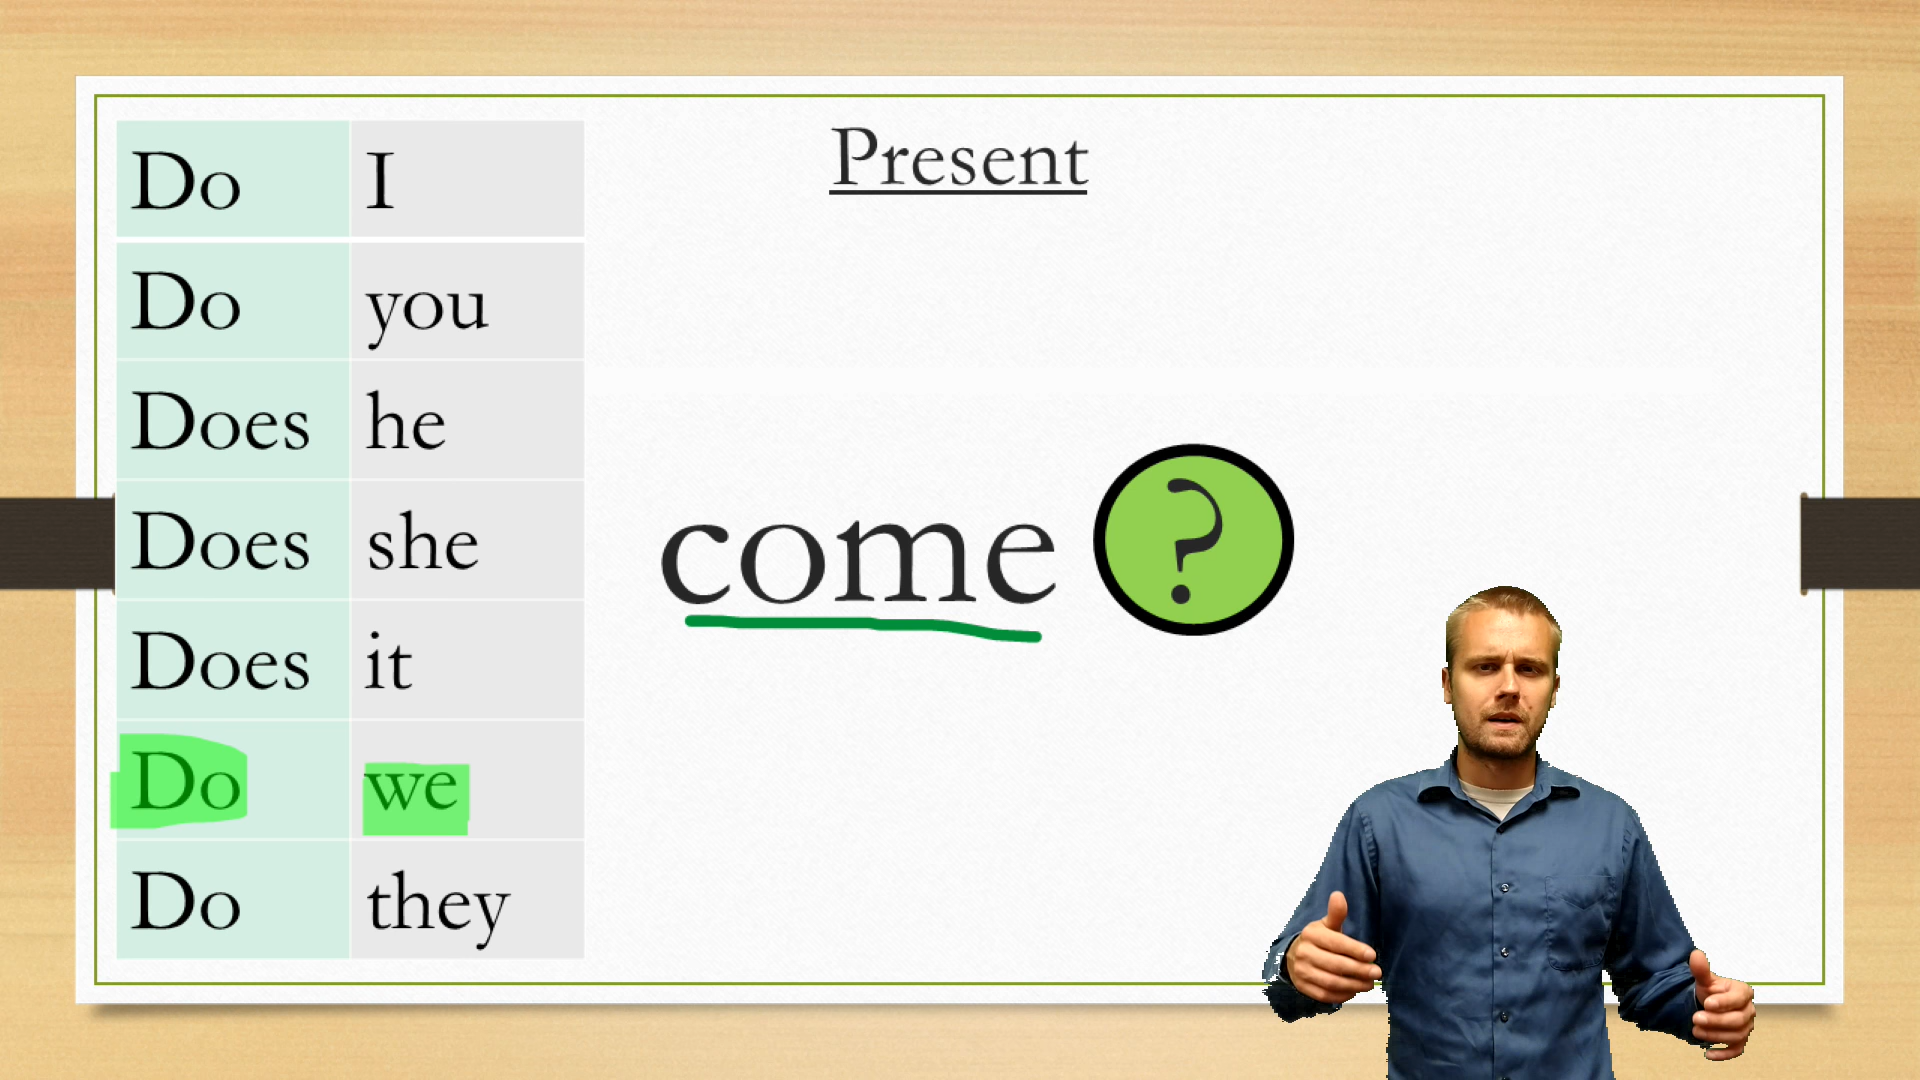 Present
Do I
Do you
Does he
Does she
Does it
Do we
Do they
come ?